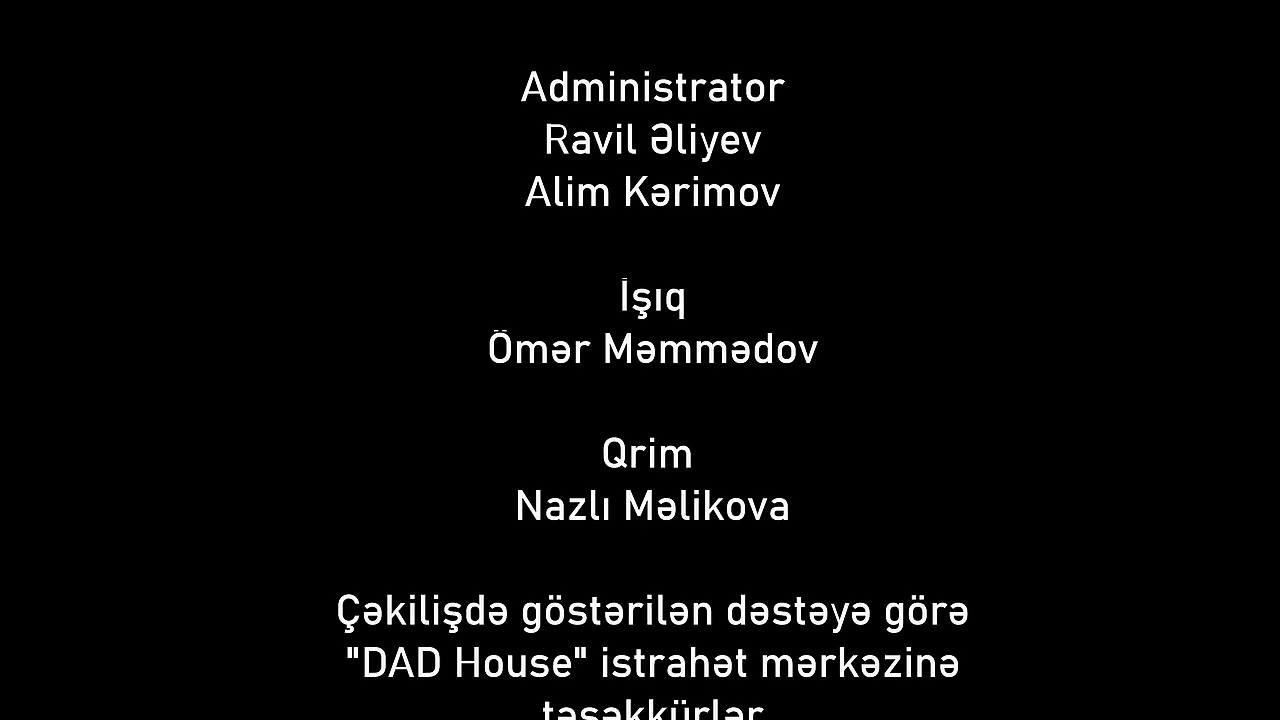 Administrator
Ravil Əliyev
Alim Kərimov
İşıq
Ömər Məmmədov
Qrim
Nazlı Məlikova
Çəkilişdə göstərilən dəstəyə görə
"DAD House" istrahət mərkəzinə
təşəkkürlər